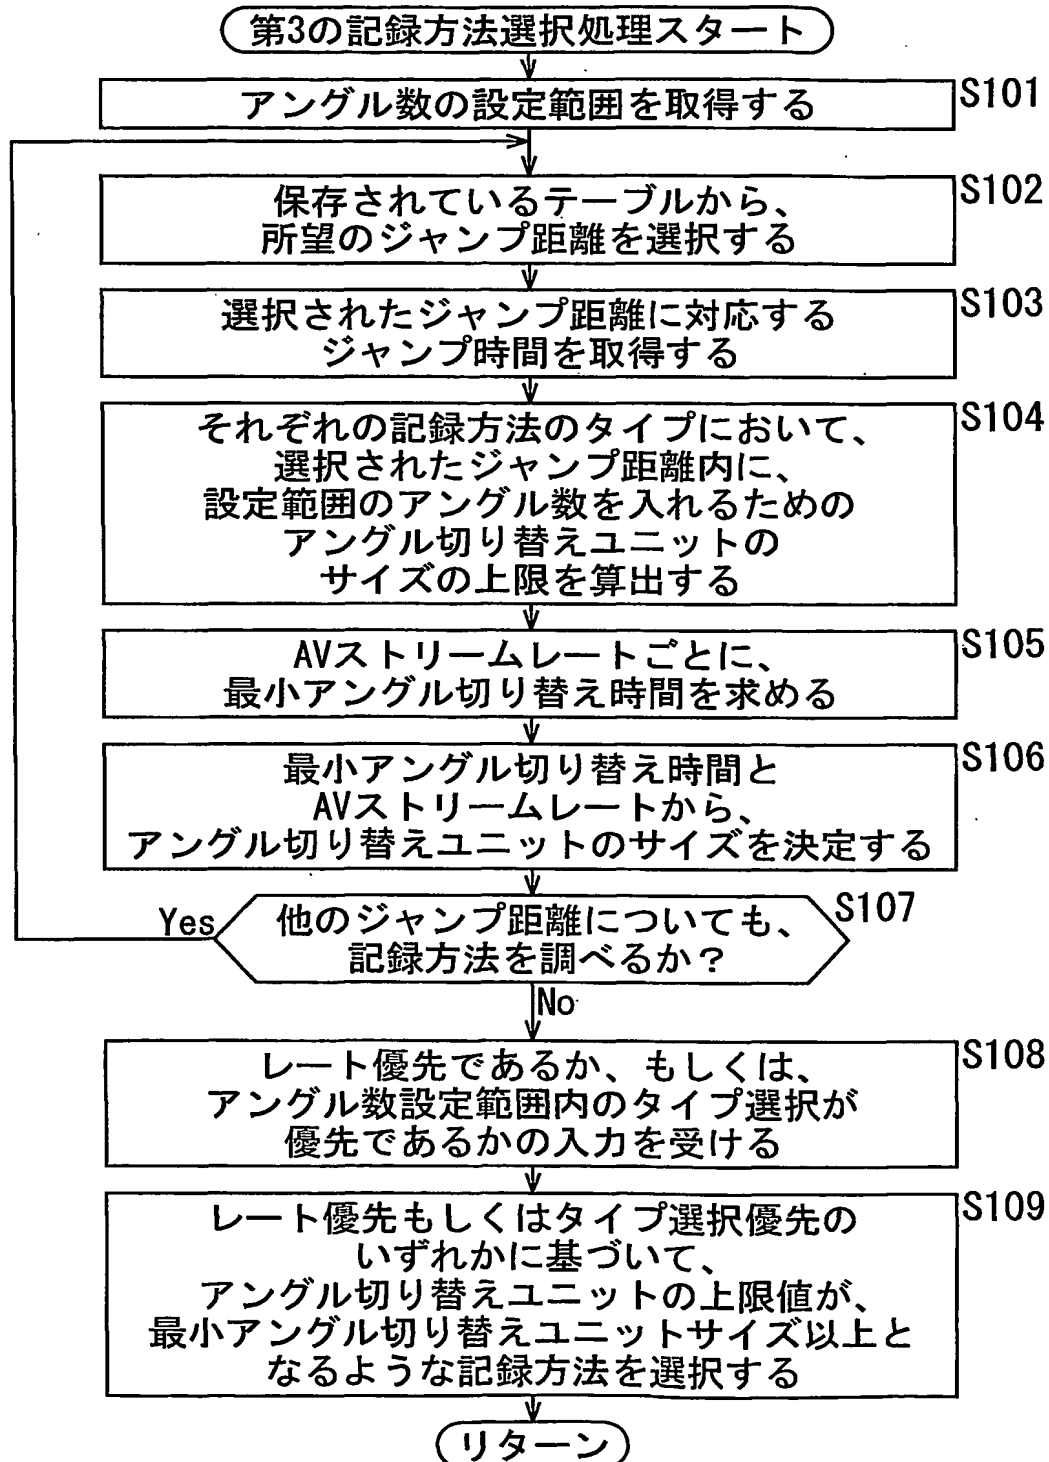 第3の記録方法選択処理スタート
アングル数の設定範囲を取得する
S101
保存されているテーブルから、
所望のジャンプ距離を選択する
S102
選択されたジャンプ距離に対応する
ジャンプ時間を取得する
S103
それぞれの記録方法のタイプにおいて、
選択されたジャンプ距離内に、
設定範囲のアングル数を入れるための
アングル切り替えユニットの
サイズの上限を算出する
S104
AVストリームレートごとに、
最小アングル切り替え時間を求める
S105
最小アングル切り替え時間と
AVストリームレートから、
アングル切り替えユニットのサイズを決定する
S106
他のジャンプ距離についても、
記録方法を調べるか？
S107
Yes
No
レート優先であるか、もしくは、
アングル数設定範囲内のタイプ選択が
優先であるかの入力を受ける
S108
レート優先もしくはタイプ選択優先の
いずれかに基づいて、
アングル切り替えユニットの上限値が、
最小アングル切り替えユニットサイズ以上と
なるような記録方法を選択する
S109
リターン